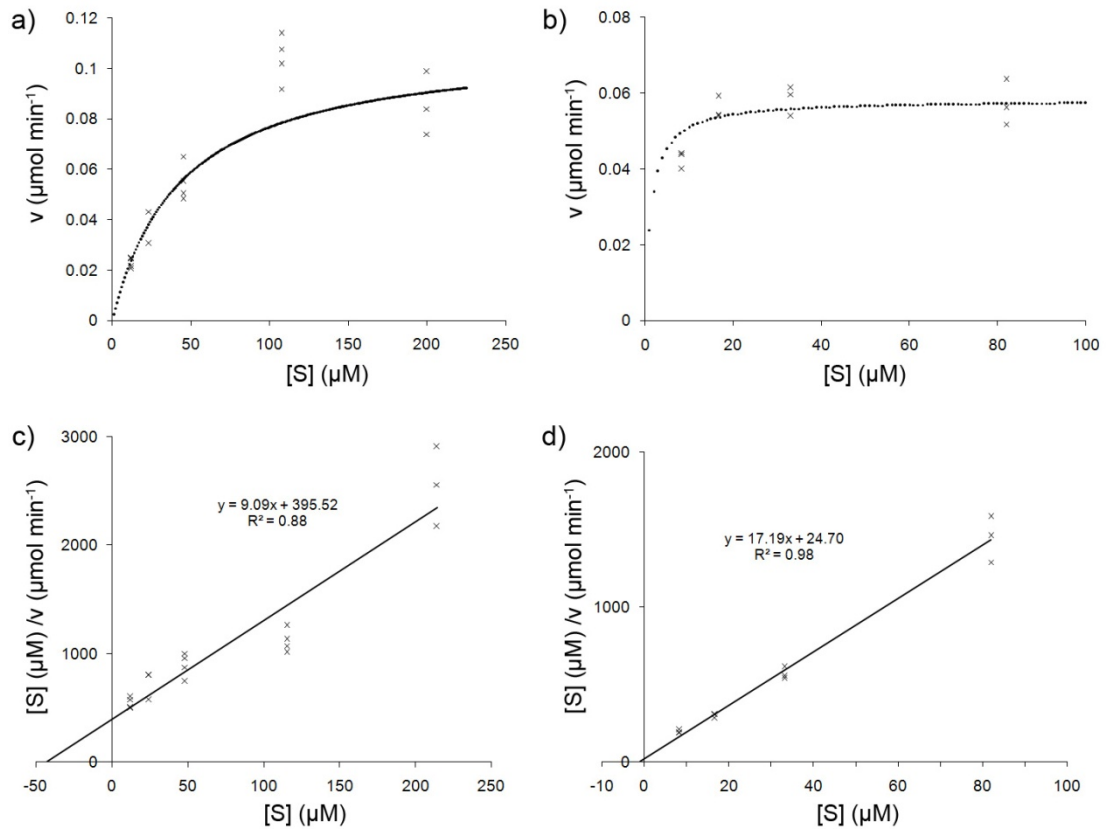 a)
v (µmol min⁻¹)
0.12
0.1
0.08
0.06
0.04
0.02
0
0 50 100 150 200 250
[S] (µM)
b)
v (µmol min⁻¹)
0.08
0.06
0.04
0.02
0.00
0 20 40 60 80 100
[S] (µM)
c)
[S] (µM) /v (µmol min⁻¹)
3000
2000
1000
0
y = 9.09x + 395.52
R² = 0.88
-50 0 50 100 150 200 250
[S] (µM)
d)
[S] (µM) /v (µmol min⁻¹)
2000
1000
0
y = 17.19x + 24.70
R² = 0.98
-10 0 20 40 60 80 100
[S] (µM)